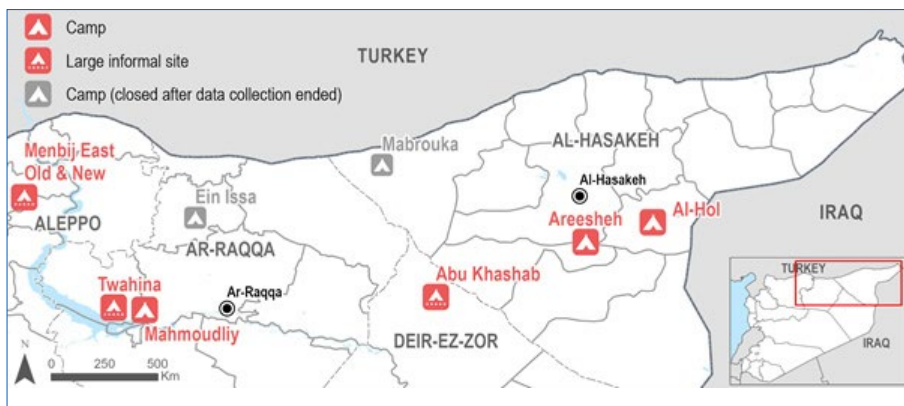 Camp
Large informal site
Camp (closed after data collection ended)
TURKEY
Mabrouka
AL-HASAKEH
Menbij East
Old & New
Al-Hasakeh
Ein Issa
Al-Hol
ALEPPO
Areesheh
IRAQ
AR-RAQQA
Twahina
Abu Khashab
Ar-Raqqa
Mahmoudliy
DEIR-EZ-ZOR
N
0 250 500
Km
TURKEY
IRAQ